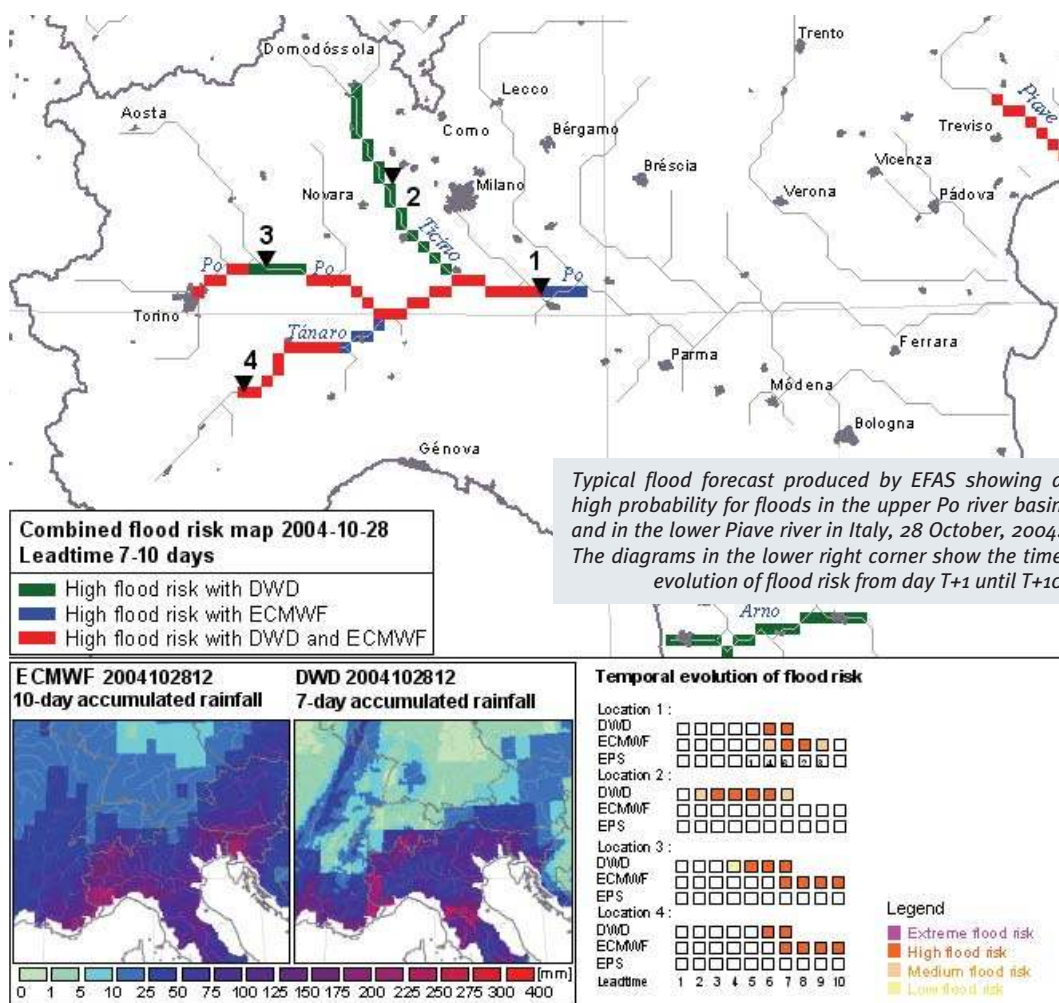 Domodóssola
Trento
Aosta
Lecco
Como
Bérgamo
Piave
Treviso
Bréscia
Vicenza
Novara
2
Milano
Verona
Pádova
Ticino
3
1
Po
Po
Po
Torino
Tánaro
Ferrara
4
Parma
Módena
Bologna
Génova
Typical flood forecast produced by EFAS showing a
high probability for floods in the upper Po river basin
and in the lower Piave river in Italy, 28 October, 2004.
The diagrams in the lower right corner show the time
evolution of flood risk from day T+1 until T+10
Arno
Combined flood risk map 2004-10-28
Leadtime 7-10 days
High flood risk with DWD
High flood risk with ECMWF
High flood risk with DWD and ECMWF
ECMWF 2004102812
10-day accumulated rainfall
DWD 2004102812
7-day accumulated rainfall
[mm]
0 1 5 10 25 50 75 100 125 150 175 200 225 250 275 300 400
Temporal evolution of flood risk
Location 1 :
DWD
ECMWF
EPS
Location 2 :
DWD
ECMWF
EPS
Location 3 :
DWD
ECMWF
EPS
Location 4 :
DWD
ECMWF
EPS
Leadtime 1 2 3 4 5 6 7 8 9 10
Legend
Extreme flood risk
High flood risk
Medium flood risk
Low flood risk